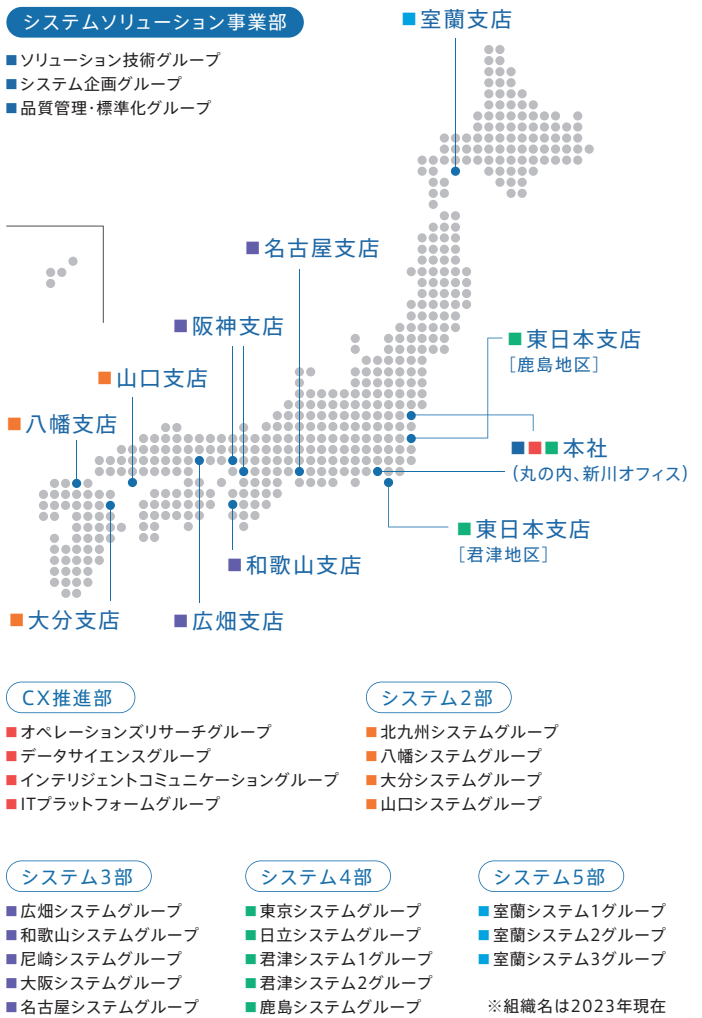 システムソリューション事業部
■ソリューション技術グループ
■システム企画グループ
■品質管理・標準化グループ
■室蘭支店
■名古屋支店
■阪神支店
■東日本支店
[鹿島地区]
■山口支店
■八幡支店
■■■本社
(丸の内、新川オフィス)
■東日本支店
[君津地区]
■和歌山支店
■大分支店
■広畑支店
CX推進部
■オペレーションズリサーチグループ
■データサイエンスグループ
■インテリジェントコミュニケーショングループ
■ITプラットフォームグループ
システム2部
■北九州システムグループ
■八幡システムグループ
■大分システムグループ
■山口システムグループ
システム3部
■広畑システムグループ
■和歌山システムグループ
■尼崎システムグループ
■大阪システムグループ
■名古屋システムグループ
システム4部
■東京システムグループ
■日立システムグループ
■君津システム1グループ
■君津システム2グループ
■鹿島システムグループ
システム5部
■室蘭システム1グループ
■室蘭システム2グループ
■室蘭システム3グループ
※組織名は2023年現在